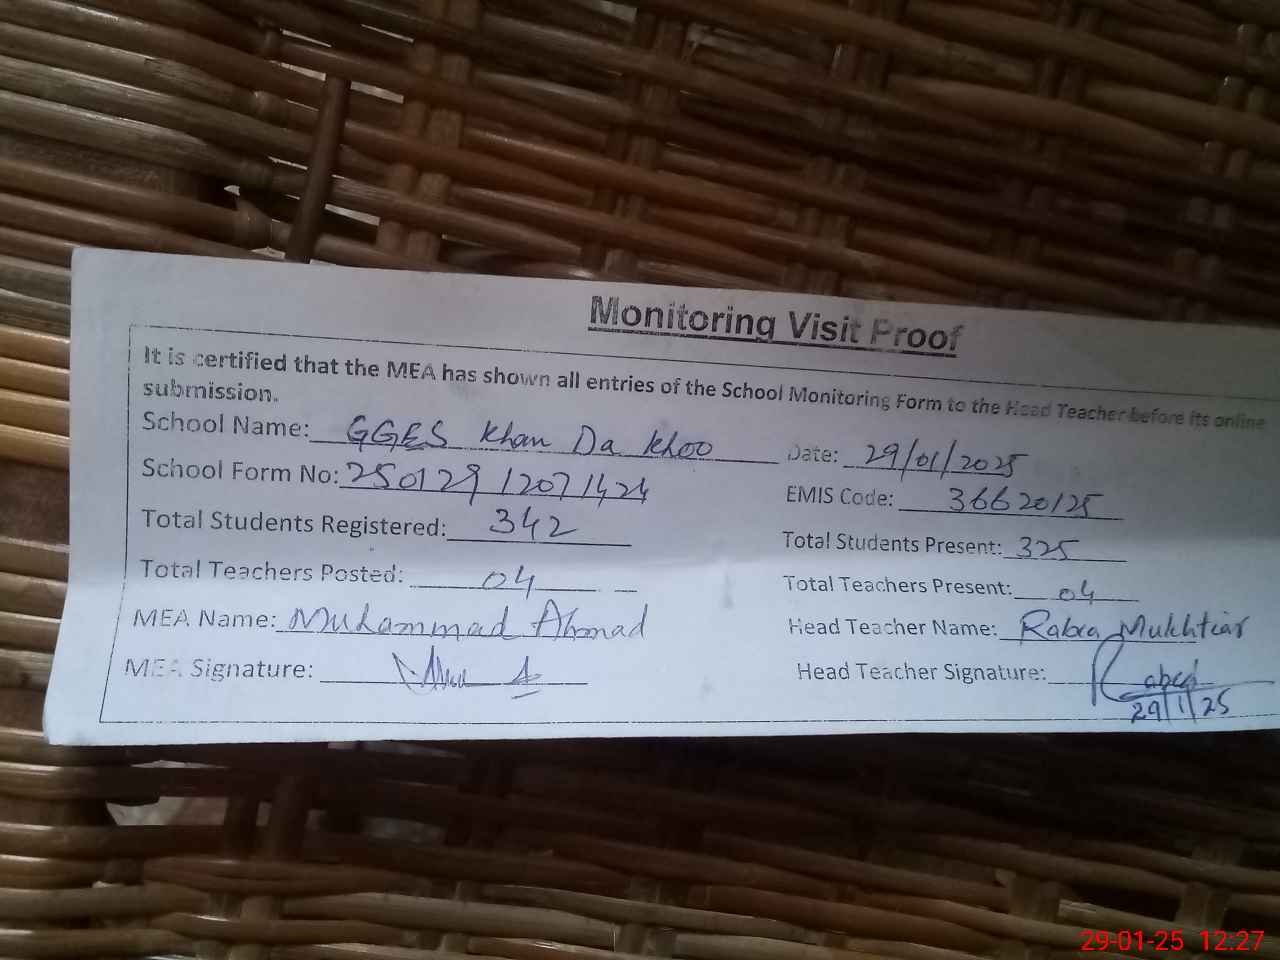 Monitoring Visit Proof
It is certified that the MEA has shown all entries of the School Monitoring Form to the Head Teacher before its online
submission.
School Name: GGES Khan Da Khoo Date: 29/01/2025
School Form No: 250129 12071424 EMIS Code: 36620125
Total Students Registered: 342 Total Students Present: 325
Total Teachers Posted: 04 Total Teachers Present: 04
MEA Name: Muhammad Ahmad Head Teacher Name: Rabia Mukhtiar
MEA Signature: Head Teacher Signature:
29/1/25
29-01-25 12:27